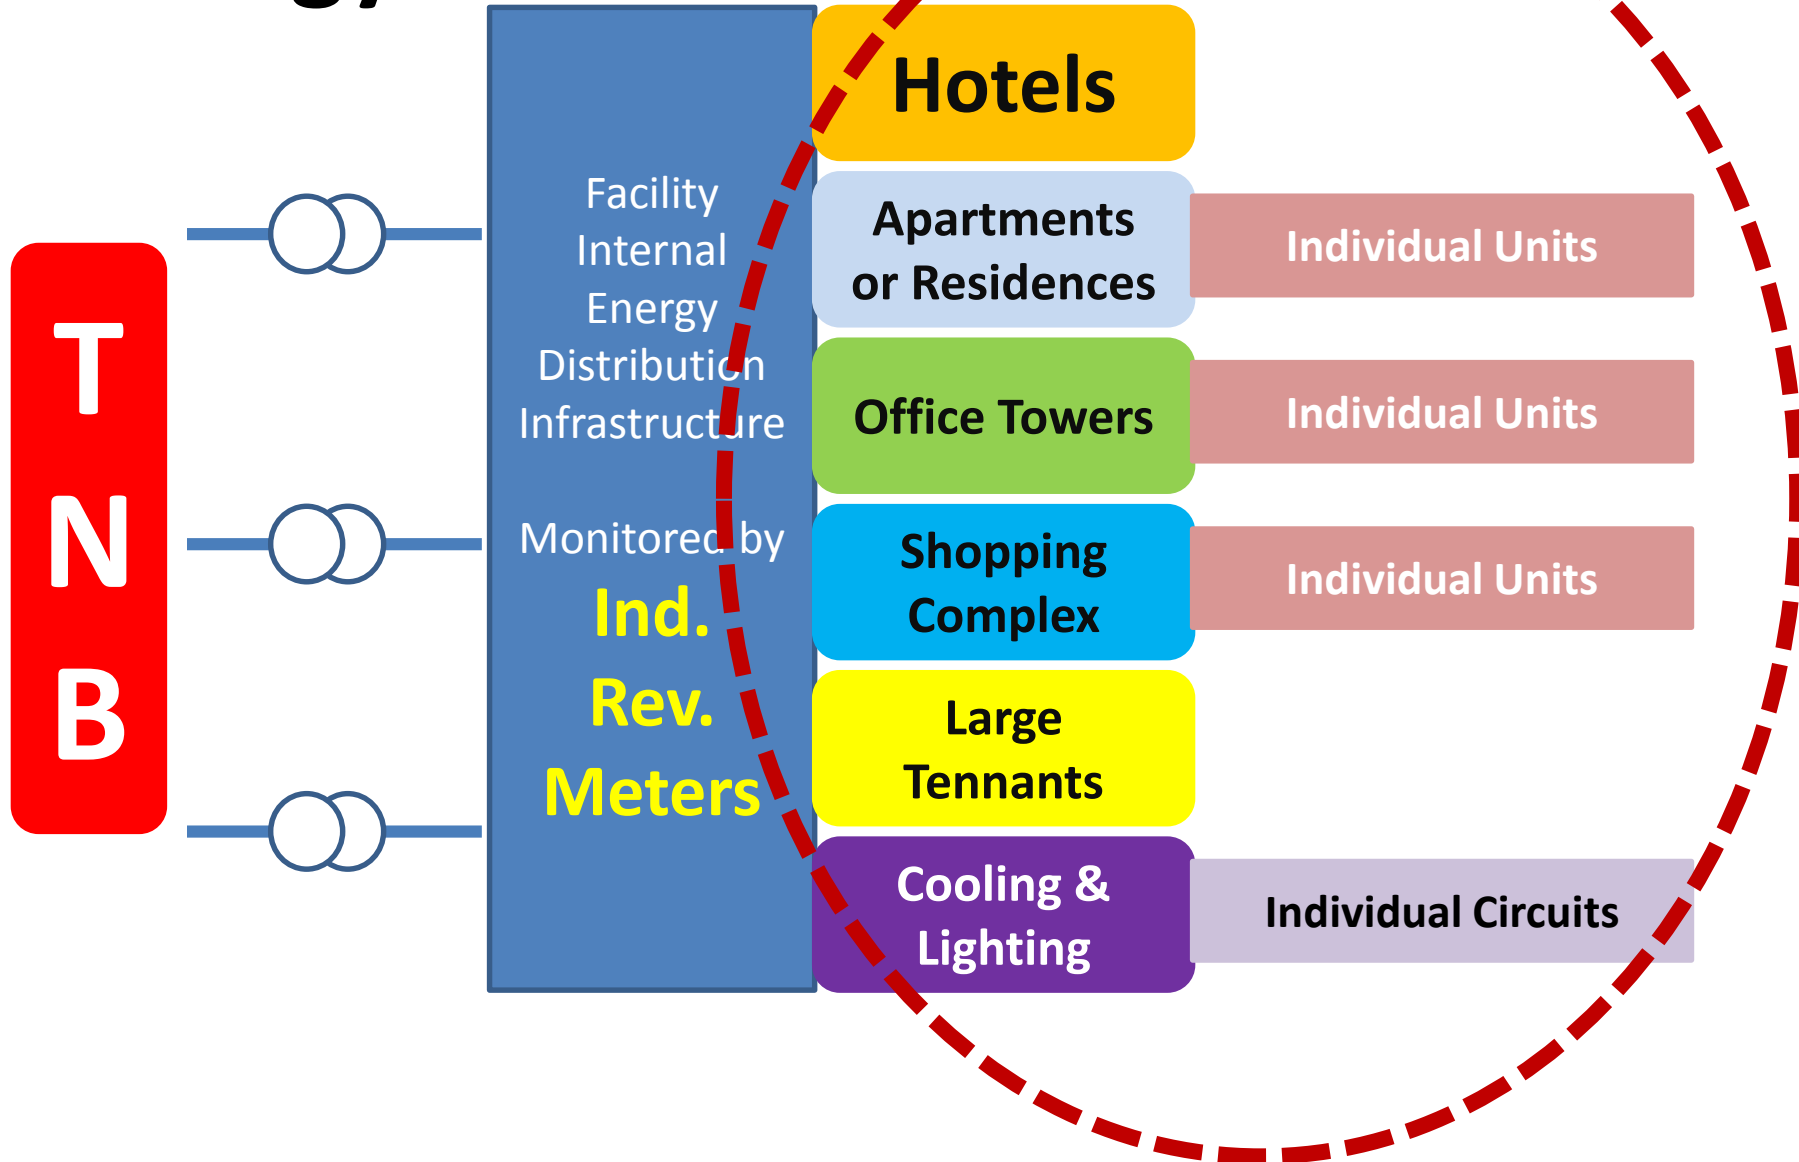 T
N
B
Facility
Internal
Energy
Distribution
Infrastructure
Monitored by
Ind.
Rev.
Meters
Hotels
Apartments
or Residences
Individual Units
Office Towers
Individual Units
Shopping
Complex
Individual Units
Large
Tennants
Cooling &
Lighting
Individual Circuits